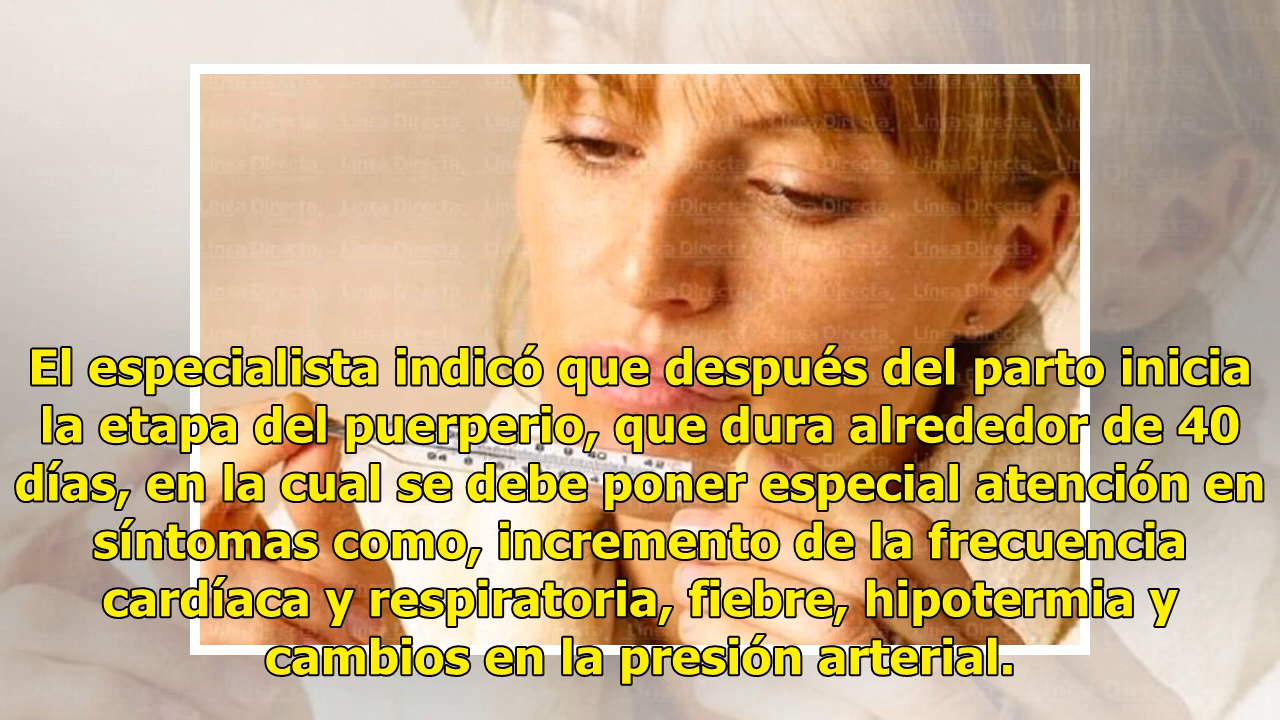 El especialista indicó que después del parto inicia
la etapa del puerperio, que dura alrededor de 40
días, en la cual se debe poner especial atención en
síntomas como, incremento de la frecuencia
cardíaca y respiratoria, fiebre, hipotermia y
cambios en la presión arterial.
Línea Directa